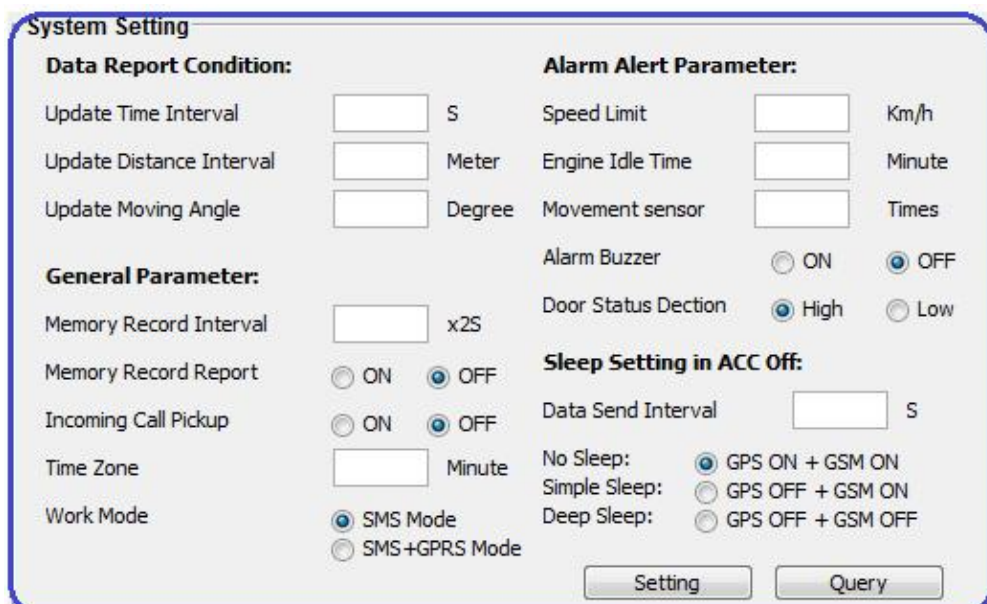 System Setting
Data Report Condition:
Update Time Interval S
Update Distance Interval Meter
Update Moving Angle Degree
General Parameter:
Memory Record Interval x2S
Memory Record Report ON OFF
Incoming Call Pickup ON OFF
Time Zone Minute
Work Mode SMS Mode
SMS+GPRS Mode
Alarm Alert Parameter:
Speed Limit Km/h
Engine Idle Time Minute
Movement sensor Times
Alarm Buzzer ON OFF
Door Status Dection High Low
Sleep Setting in ACC Off:
Data Send Interval S
No Sleep: GPS ON + GSM ON
Simple Sleep: GPS OFF + GSM ON
Deep Sleep: GPS OFF + GSM OFF
Setting Query